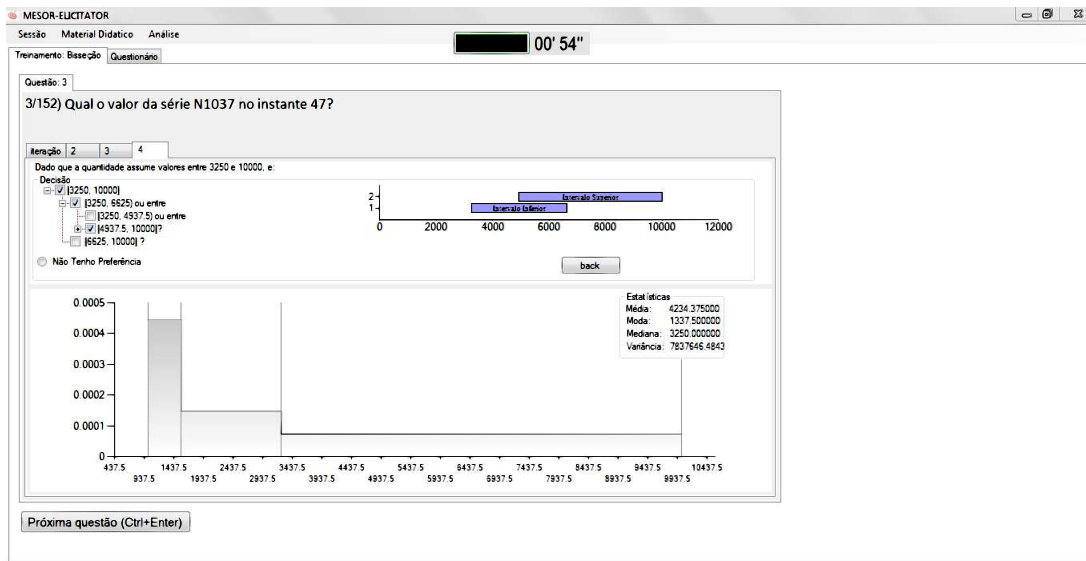 MESOR-ELICITATOR
Sessão Material Didatico Análise
00' 54"
Treinamento: Bisseção Questionário
Questão: 3
3/152) Qual o valor da série N1037 no instante 47?
Iteração 2 3 4
Dado que a quantidade assume valores entre 3250 e 10000, e:
Decisão
[3250, 10000]
[3250, 6625) ou entre
[3250, 4937.5) ou entre
[4937.5, 10000]?
[6625, 10000] ?
Não Tenho Preferência
2
1
Intervalo Superior
Intervalo Inferior
0 2000 4000 6000 8000 10000 12000
back
Estatísticas
Média: 4234.375000
Moda: 1337.500000
Mediana: 3250.000000
Variância: 7837646.4843
0.0005
0.0004
0.0003
0.0002
0.0001
0
437.5 1437.5 2437.5 3437.5 4437.5 5437.5 6437.5 7437.5 8437.5 9437.5 10437.5
937.5 1937.5 2937.5 3937.5 4937.5 5937.5 6937.5 7937.5 8937.5 9937.5
Próxima questão (Ctrl+Enter)